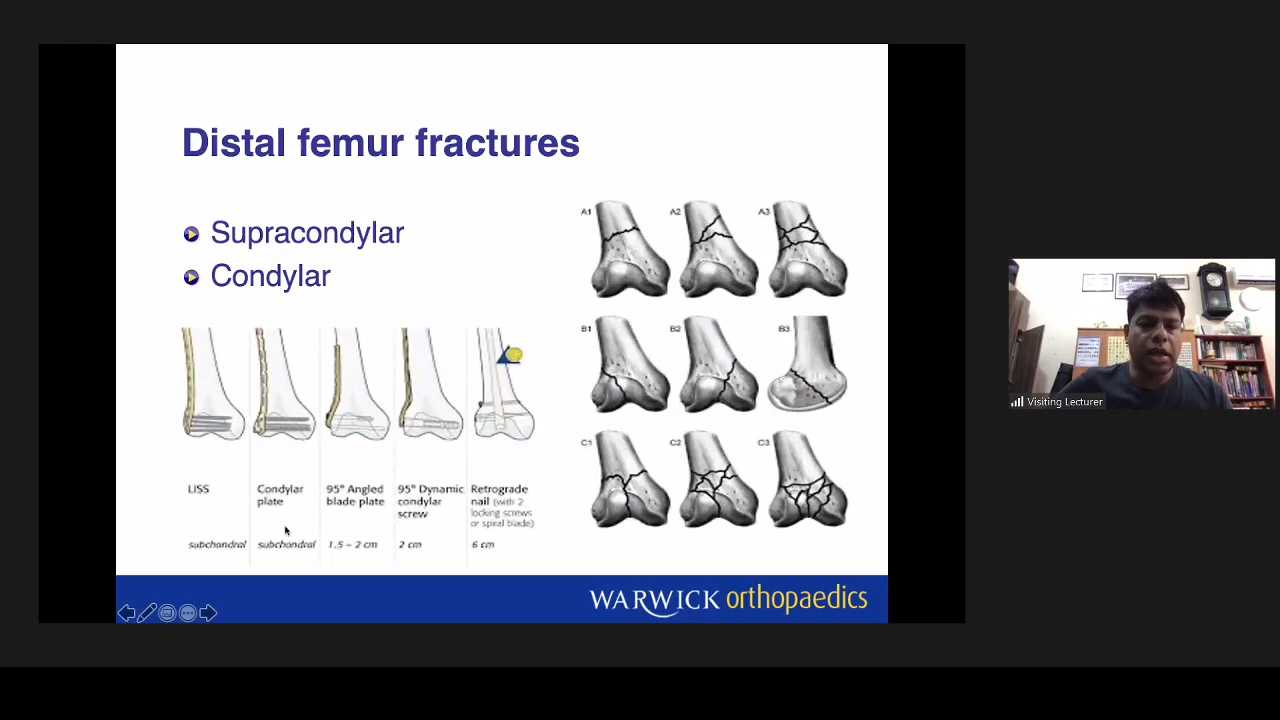 Distal femur fractures
Supracondylar
Condylar
A1 A2 A3
B1 B2 B3
C1 C2 C3
LISS
Condylar
plate
95° Angled
blade plate
95° Dynamic
condylar
screw
Retrograde
nail (with 2
locking screws
or spiral blade)
subchondral
subchondral
1.5 – 2 cm
2 cm
6 cm
WARWICK orthopaedics
Visiting Lecturer